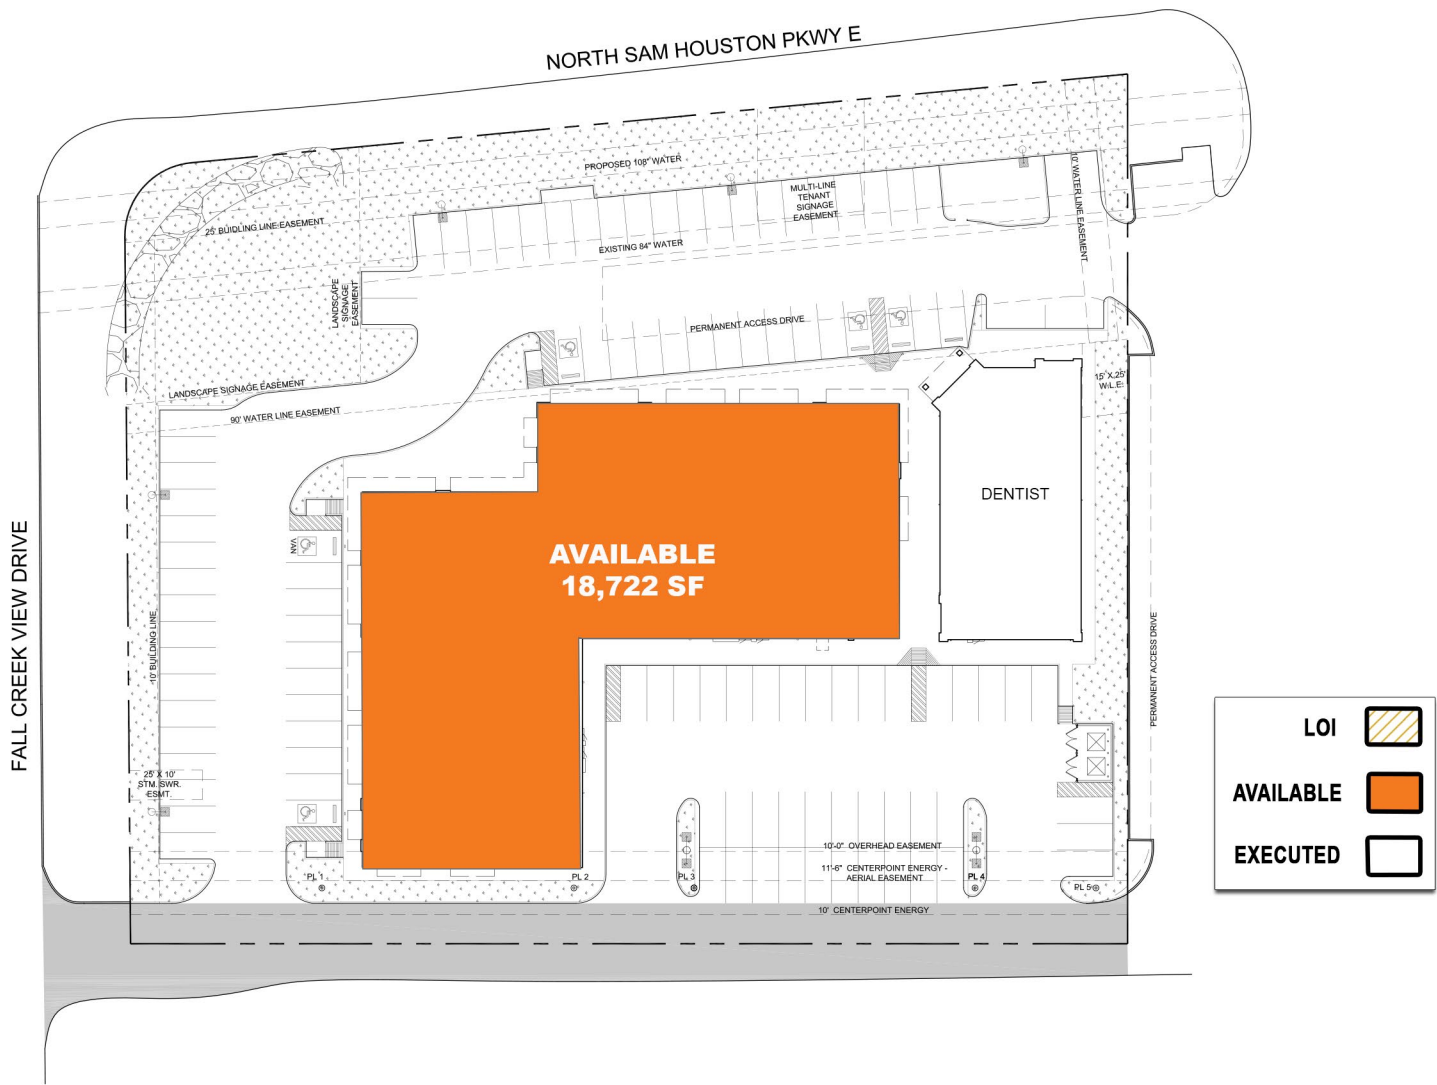 NORTH SAM HOUSTON PKWY E
PROPOSED 108" WATER
10' WATER LINE EASEMENT
MULTI-LINE
TENANT
SIGNAGE
EASEMENT
25' BUIDLING LINE EASEMENT
EXISTING 84" WATER
LANDSCAPE
SIGNAGE
EASEMENT
PERMANENT ACCESS DRIVE
LANDSCAPE SIGNAGE EASEMENT
15' X 25'
W.L.E.
90' WATER LINE EASEMENT
DENTIST
FALL CREEK VIEW DRIVE
VAN
AVAILABLE
18,722 SF
10' BUILDING LINE
PERMANENT ACCESS DRIVE
25' X 10'
STM. SWR.
ESMT.
LOI
AVAILABLE
EXECUTED
10'-0" OVERHEAD EASEMENT
11'-6" CENTERPOINT ENERGY -
AERIAL EASEMENT
PL 1
PL 2
PL 3
PL 4
PL 5
10' CENTERPOINT ENERGY